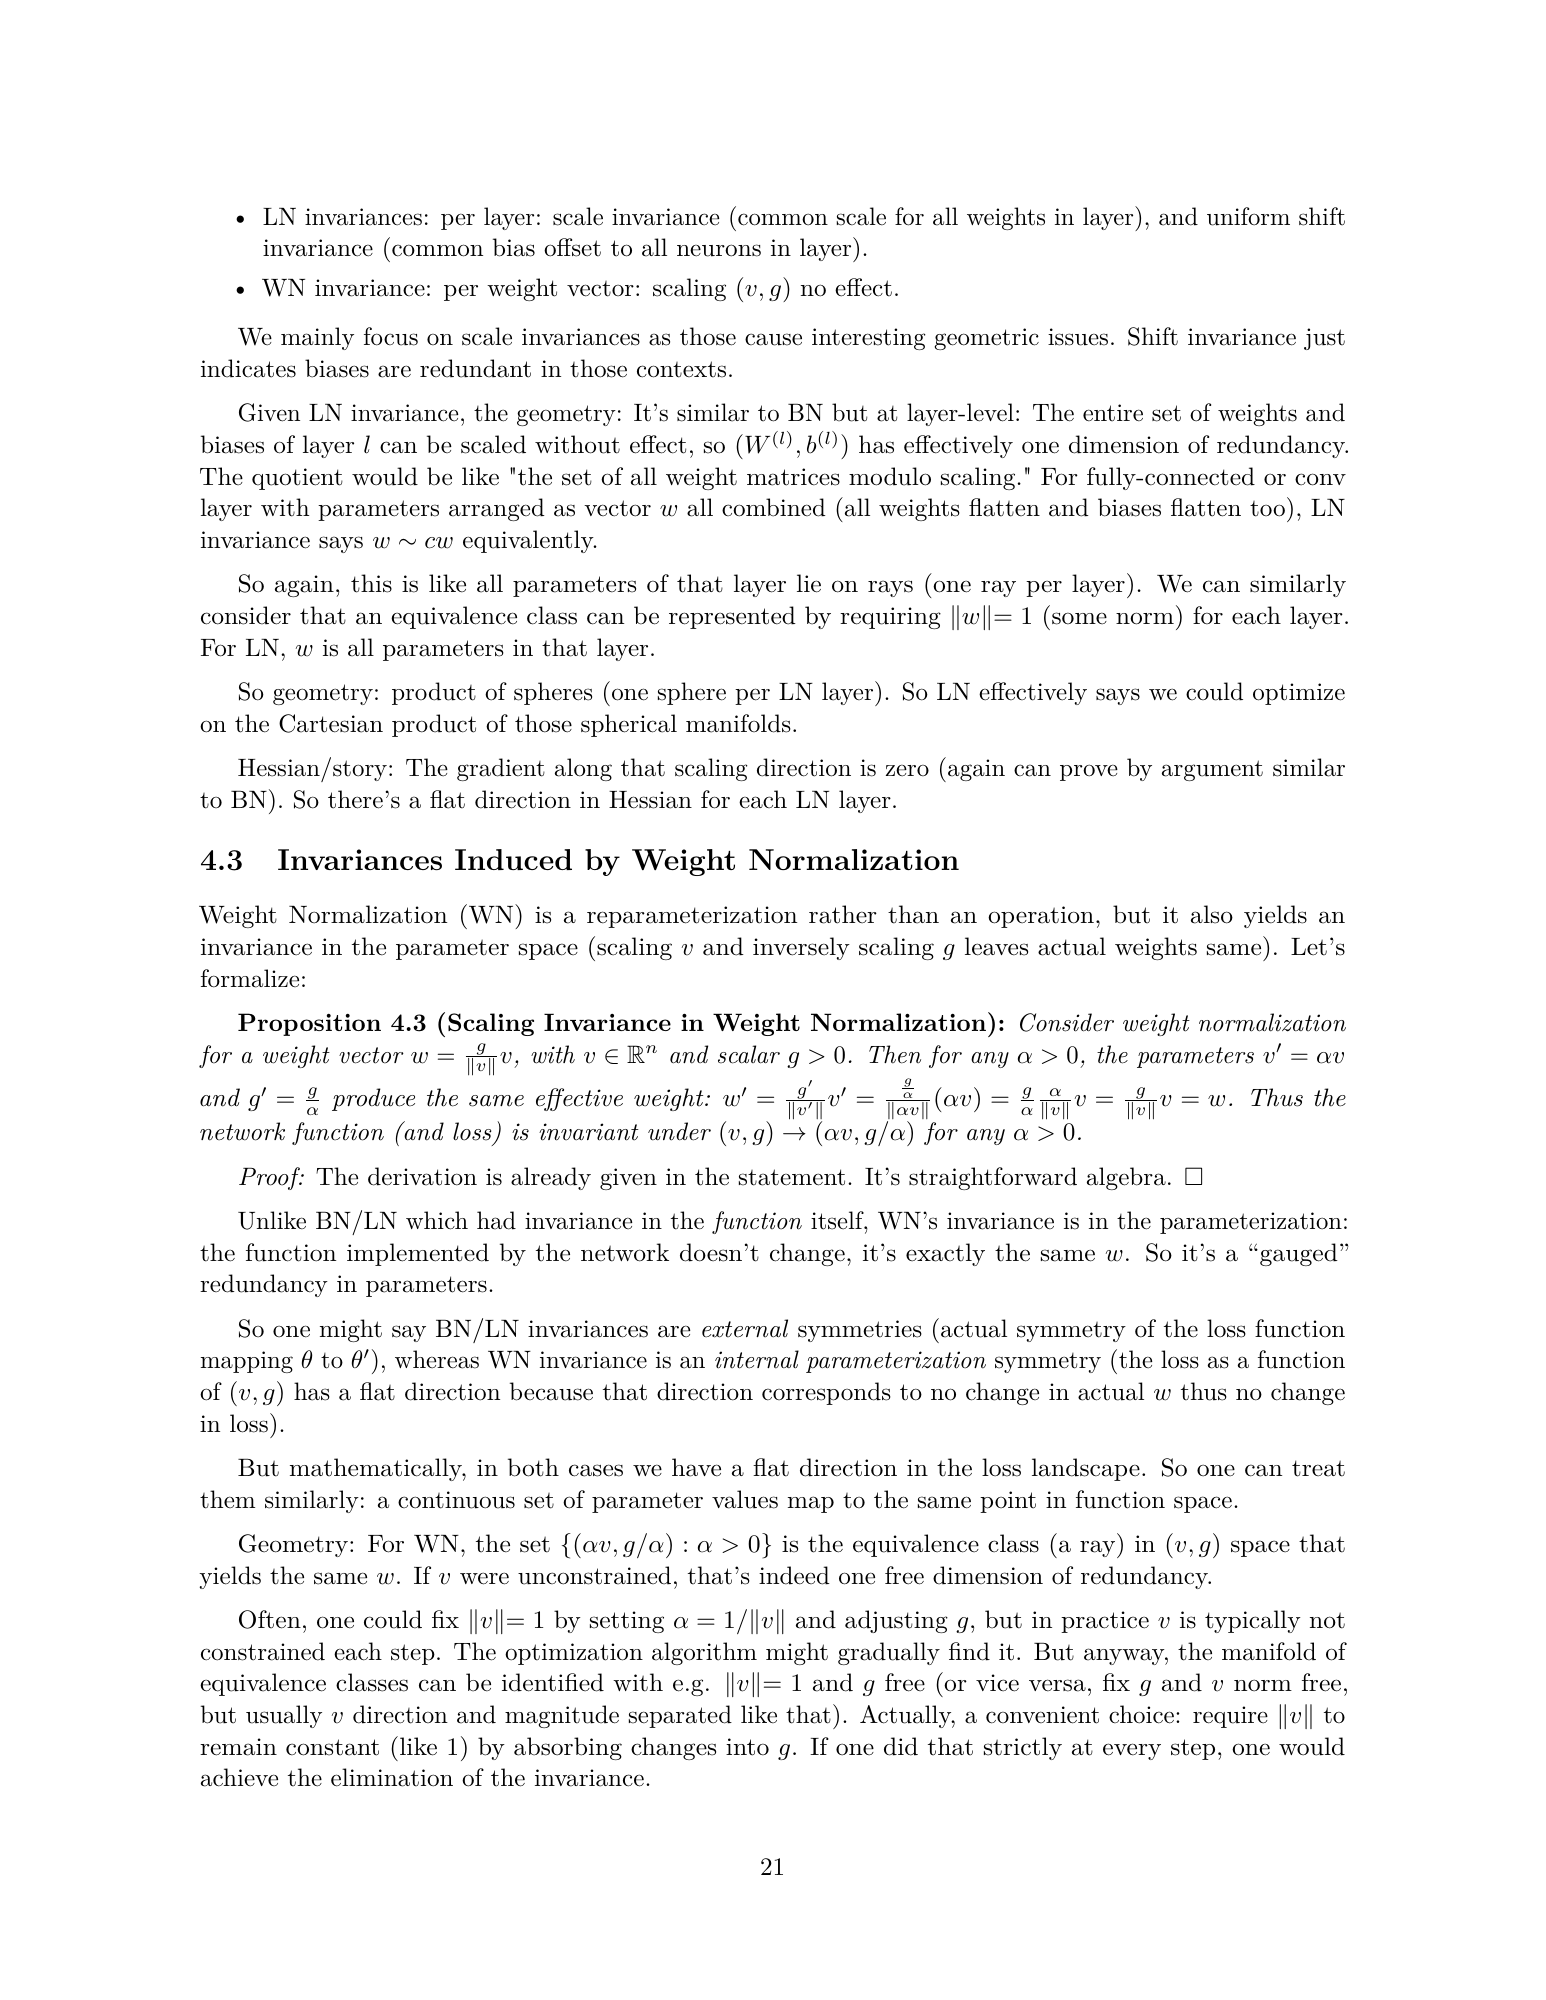 • LN invariances: per layer: scale invariance (common scale for all weights in layer), and uniform shift
invariance (common bias offset to all neurons in layer).
• WN invariance: per weight vector: scaling (v, g) no effect.
We mainly focus on scale invariances as those cause interesting geometric issues. Shift invariance just
indicates biases are redundant in those contexts.
Given LN invariance, the geometry: It's similar to BN but at layer-level: The entire set of weights and
biases of layer l can be scaled without effect, so (W^{(l)}, b^{(l)}) has effectively one dimension of redundancy.
The quotient would be like "the set of all weight matrices modulo scaling." For fully-connected or conv
layer with parameters arranged as vector w all combined (all weights flatten and biases flatten too), LN
invariance says w ∼ cw equivalently.
So again, this is like all parameters of that layer lie on rays (one ray per layer). We can similarly
consider that an equivalence class can be represented by requiring ‖w‖= 1 (some norm) for each layer.
For LN, w is all parameters in that layer.
So geometry: product of spheres (one sphere per LN layer). So LN effectively says we could optimize
on the Cartesian product of those spherical manifolds.
Hessian/story: The gradient along that scaling direction is zero (again can prove by argument similar
to BN). So there's a flat direction in Hessian for each LN layer.
4.3 Invariances Induced by Weight Normalization
Weight Normalization (WN) is a reparameterization rather than an operation, but it also yields an
invariance in the parameter space (scaling v and inversely scaling g leaves actual weights same). Let's
formalize:
Proposition 4.3 (Scaling Invariance in Weight Normalization): Consider weight normalization
for a weight vector w = \frac{g}{‖v‖}v, with v ∈ ℝ^n and scalar g > 0. Then for any α > 0, the parameters v′ = αv
and g′ = \frac{g}{α} produce the same effective weight: w′ = \frac{g′}{‖v′‖}v′ = \frac{\frac{g}{α}}{‖αv‖}(αv) = \frac{g}{α}\frac{α}{‖v‖}v = \frac{g}{‖v‖}v = w. Thus the
network function (and loss) is invariant under (v, g) → (αv, g/α) for any α > 0.
Proof: The derivation is already given in the statement. It's straightforward algebra. □
Unlike BN/LN which had invariance in the function itself, WN's invariance is in the parameterization:
the function implemented by the network doesn't change, it's exactly the same w. So it's a “gauged”
redundancy in parameters.
So one might say BN/LN invariances are external symmetries (actual symmetry of the loss function
mapping θ to θ′), whereas WN invariance is an internal parameterization symmetry (the loss as a function
of (v, g) has a flat direction because that direction corresponds to no change in actual w thus no change
in loss).
But mathematically, in both cases we have a flat direction in the loss landscape. So one can treat
them similarly: a continuous set of parameter values map to the same point in function space.
Geometry: For WN, the set {(αv, g/α) : α > 0} is the equivalence class (a ray) in (v, g) space that
yields the same w. If v were unconstrained, that's indeed one free dimension of redundancy.
Often, one could fix ‖v‖= 1 by setting α = 1/‖v‖ and adjusting g, but in practice v is typically not
constrained each step. The optimization algorithm might gradually find it. But anyway, the manifold of
equivalence classes can be identified with e.g. ‖v‖= 1 and g free (or vice versa, fix g and v norm free,
but usually v direction and magnitude separated like that). Actually, a convenient choice: require ‖v‖ to
remain constant (like 1) by absorbing changes into g. If one did that strictly at every step, one would
achieve the elimination of the invariance.
21